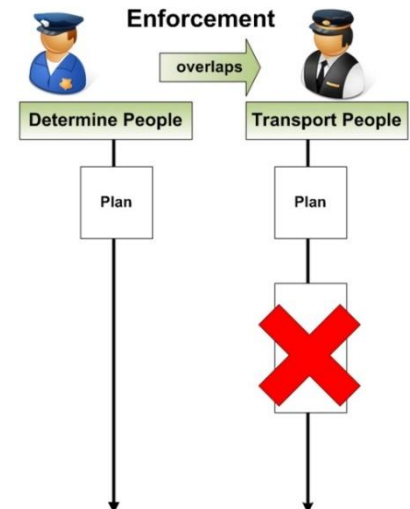 Enforcement
overlaps
Determine People
Transport People
Plan
Plan